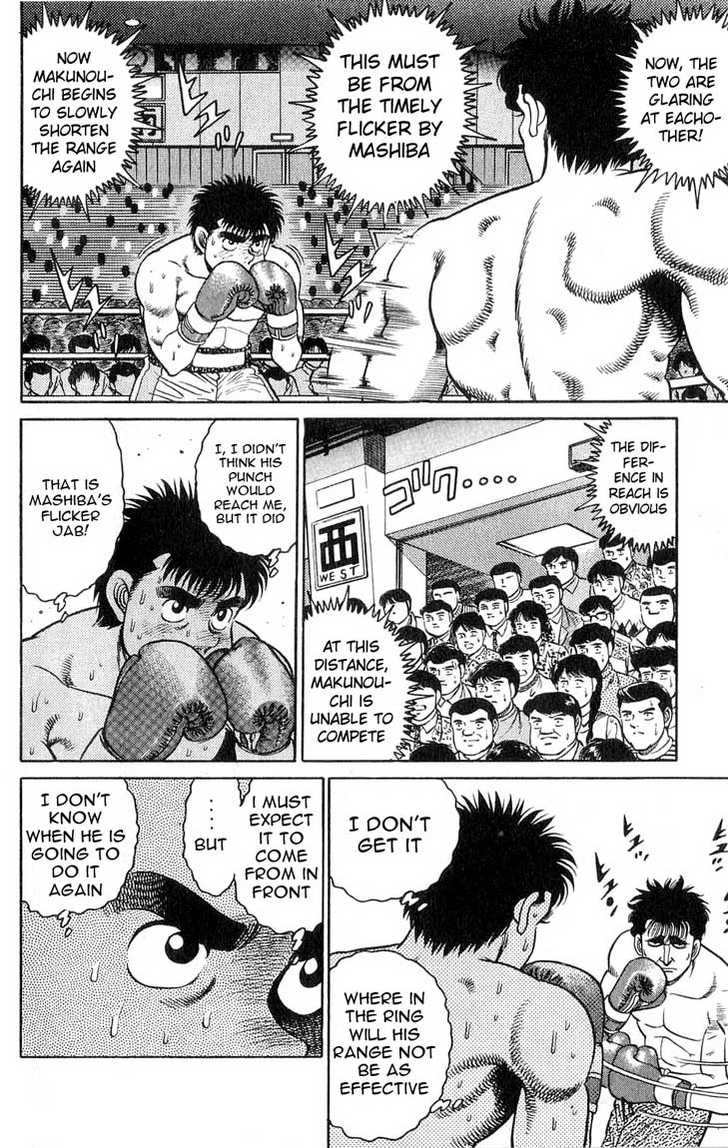 NOW, THE
TWO ARE
GLARING
AT EACHO-
THER!
THIS MUST
BE FROM
THE TIMELY
FLICKER BY
MASHIBA
NOW
MAKUNOU-
CHI BEGINS
TO SLOWLY
SHORTEN
THE RANGE
AGAIN
西
THE DIF-
FER-
ENCE IN
REACH IS
OBVIOUS
ゴクッ・・・・
西
WEST
AT THIS
DISTANCE,
MAKUNOU-
CHI IS
UNABLE TO
COMPETE
I, I DIDN'T
THINK HIS
PUNCH
WOULD
REACH ME,
BUT IT DID
THAT IS
MASHIBA'S
FLICKER
JAB!
I DON'T
GET IT
WHERE IN
THE RING
WILL HIS
RANGE NOT
BE AS
EFFECTIVE
I MUST
EXPECT
IT TO
COME
FROM IN
FRONT
...
BUT
I DON'T
KNOW
WHEN HE IS
GOING TO
DO IT
AGAIN